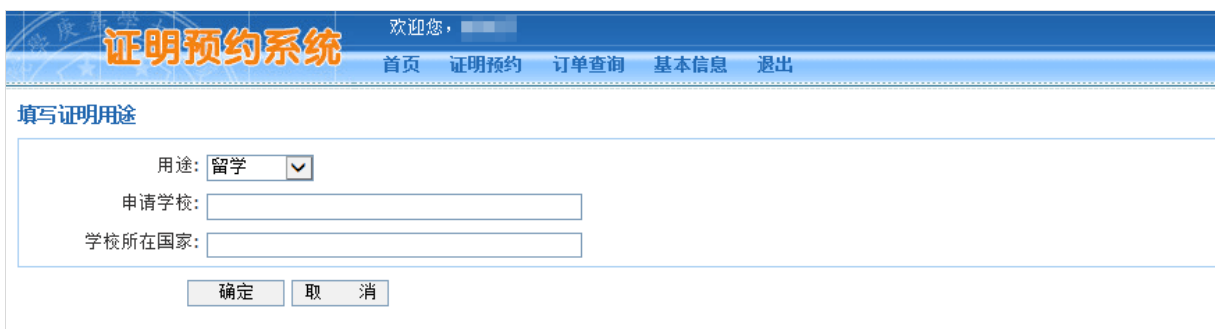 证明预约系统
欢迎您，
首页 证明预约 订单查询 基本信息 退出
填写证明用途
用途: 留学
申请学校:
学校所在国家:
确定 取 消